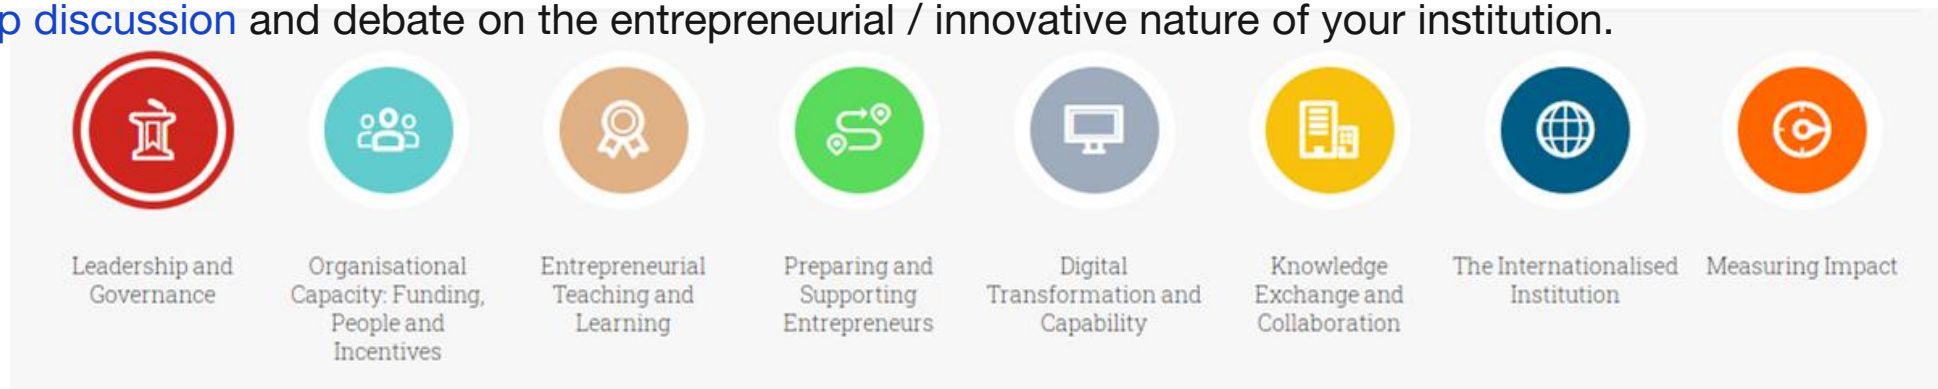 p discussion and debate on the entrepreneurial / innovative nature of your institution.
Leadership and
Governance
Organisational
Capacity: Funding,
People and
Incentives
Entrepreneurial
Teaching and
Learning
Preparing and
Supporting
Entrepreneurs
Digital
Transformation and
Capability
Knowledge
Exchange and
Collaboration
The Internationalised
Institution
Measuring Impact